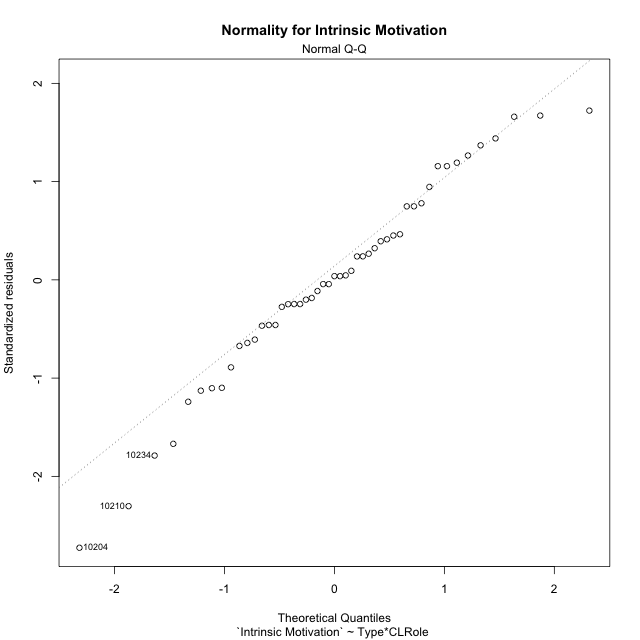 Normality for Intrinsic Motivation
Normal Q-Q
2
1
0
-1
-2
Standardized residuals
10234
10210
10204
-2 -1 0 1 2
Theoretical Quantiles
`Intrinsic Motivation` ~ Type*CLRole